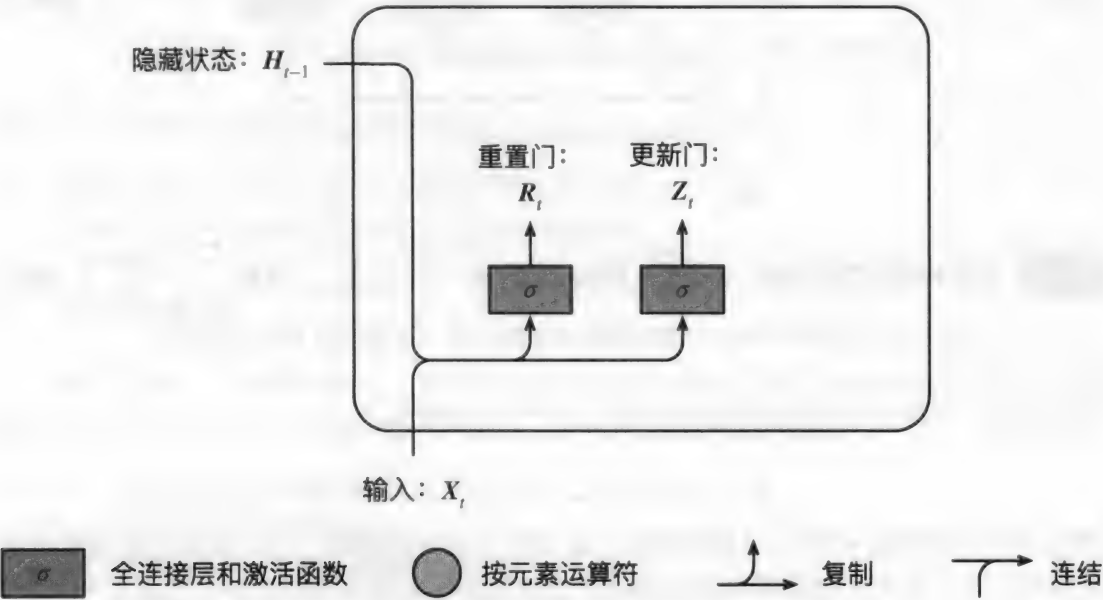 隐藏状态：H_{t-1}
重置门： 更新门：
R_t Z_t
σ σ
输入：X_t
σ 全连接层和激活函数 按元素运算符 复制 连结